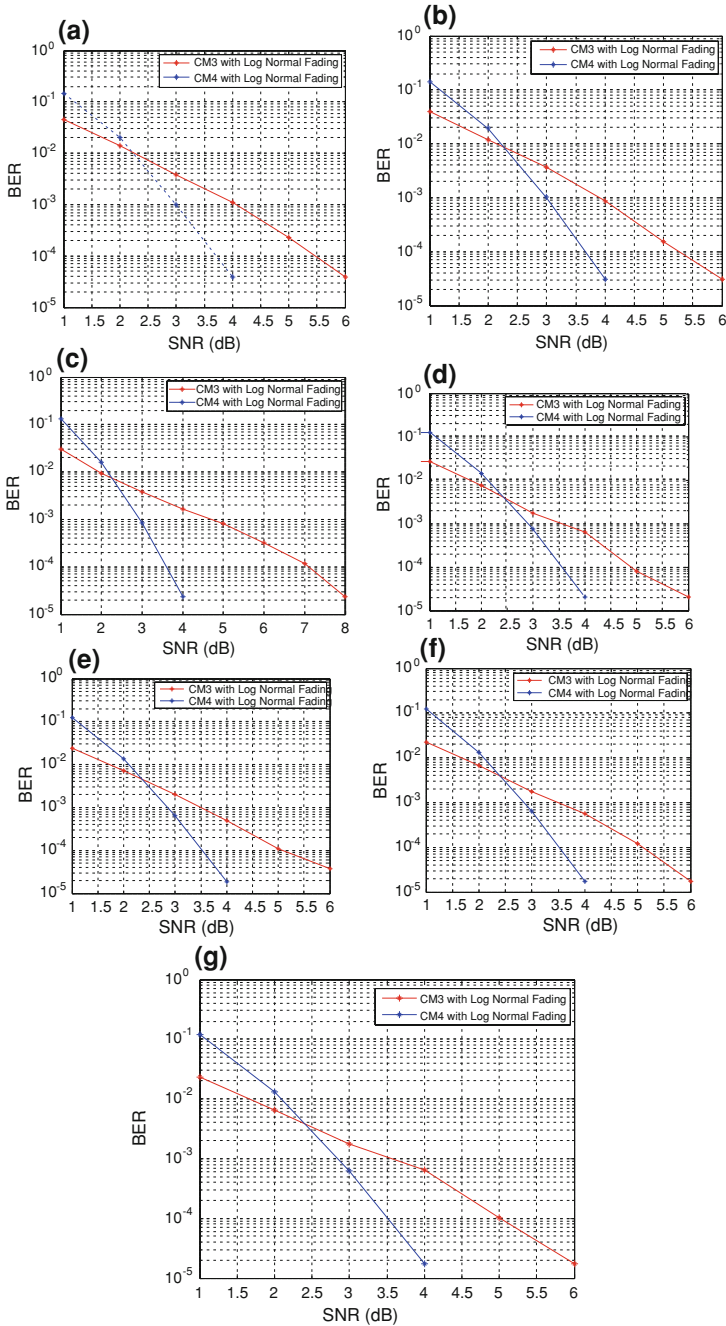 (a)
CM3 with Log Normal Fading
CM4 with Log Normal Fading
BER
10^0
10^-1
10^-2
10^-3
10^-4
10^-5
1 1.5 2 2.5 3 3.5 4 4.5 5 5.5 6
SNR (dB)
(b)
CM3 with Log Normal Fading
CM4 with Log Normal Fading
BER
10^0
10^-1
10^-2
10^-3
10^-4
10^-5
1 1.5 2 2.5 3 3.5 4 4.5 5 5.5 6
SNR (dB)
(c)
CM3 with Log Normal Fading
CM4 with Log Normal Fading
BER
10^0
10^-1
10^-2
10^-3
10^-4
10^-5
1 2 3 4 5 6 7 8
SNR (dB)
(d)
CM3 with Log Normal Fading
CM4 with Log Normal Fading
BER
10^0
10^-1
10^-2
10^-3
10^-4
10^-5
1 1.5 2 2.5 3 3.5 4 4.5 5 5.5 6
SNR (dB)
(e)
CM3 with Log Normal Fading
CM4 with Log Normal Fading
BER
10^0
10^-1
10^-2
10^-3
10^-4
10^-5
1 1.5 2 2.5 3 3.5 4 4.5 5 5.5 6
SNR (dB)
(f)
CM3 with Log Normal Fading
CM4 with Log Normal Fading
BER
10^0
10^-1
10^-2
10^-3
10^-4
10^-5
1 1.5 2 2.5 3 3.5 4 4.5 5 5.5 6
SNR (dB)
(g)
CM3 with Log Normal Fading
CM4 with Log Normal Fading
BER
10^0
10^-1
10^-2
10^-3
10^-4
10^-5
1 1.5 2 2.5 3 3.5 4 4.5 5 5.5 6
SNR (dB)